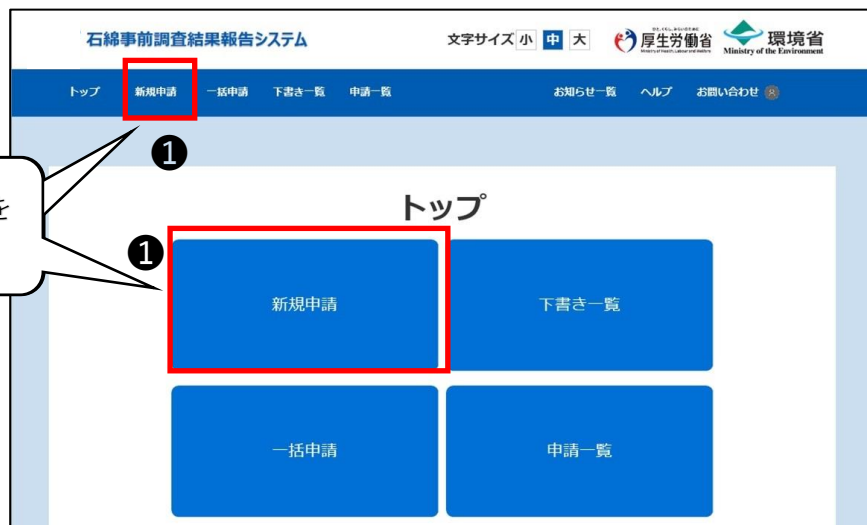 石綿事前調査結果報告システム
文字サイズ 小 中 大
厚生労働省
環境省
Ministry of the Environment
トップ 新規申請 一括申請 下書き一覧 申請一覧 お知らせ一覧 ヘルプ お問い合わせ
❶
を
トップ
❶
新規申請 下書き一覧
一括申請 申請一覧